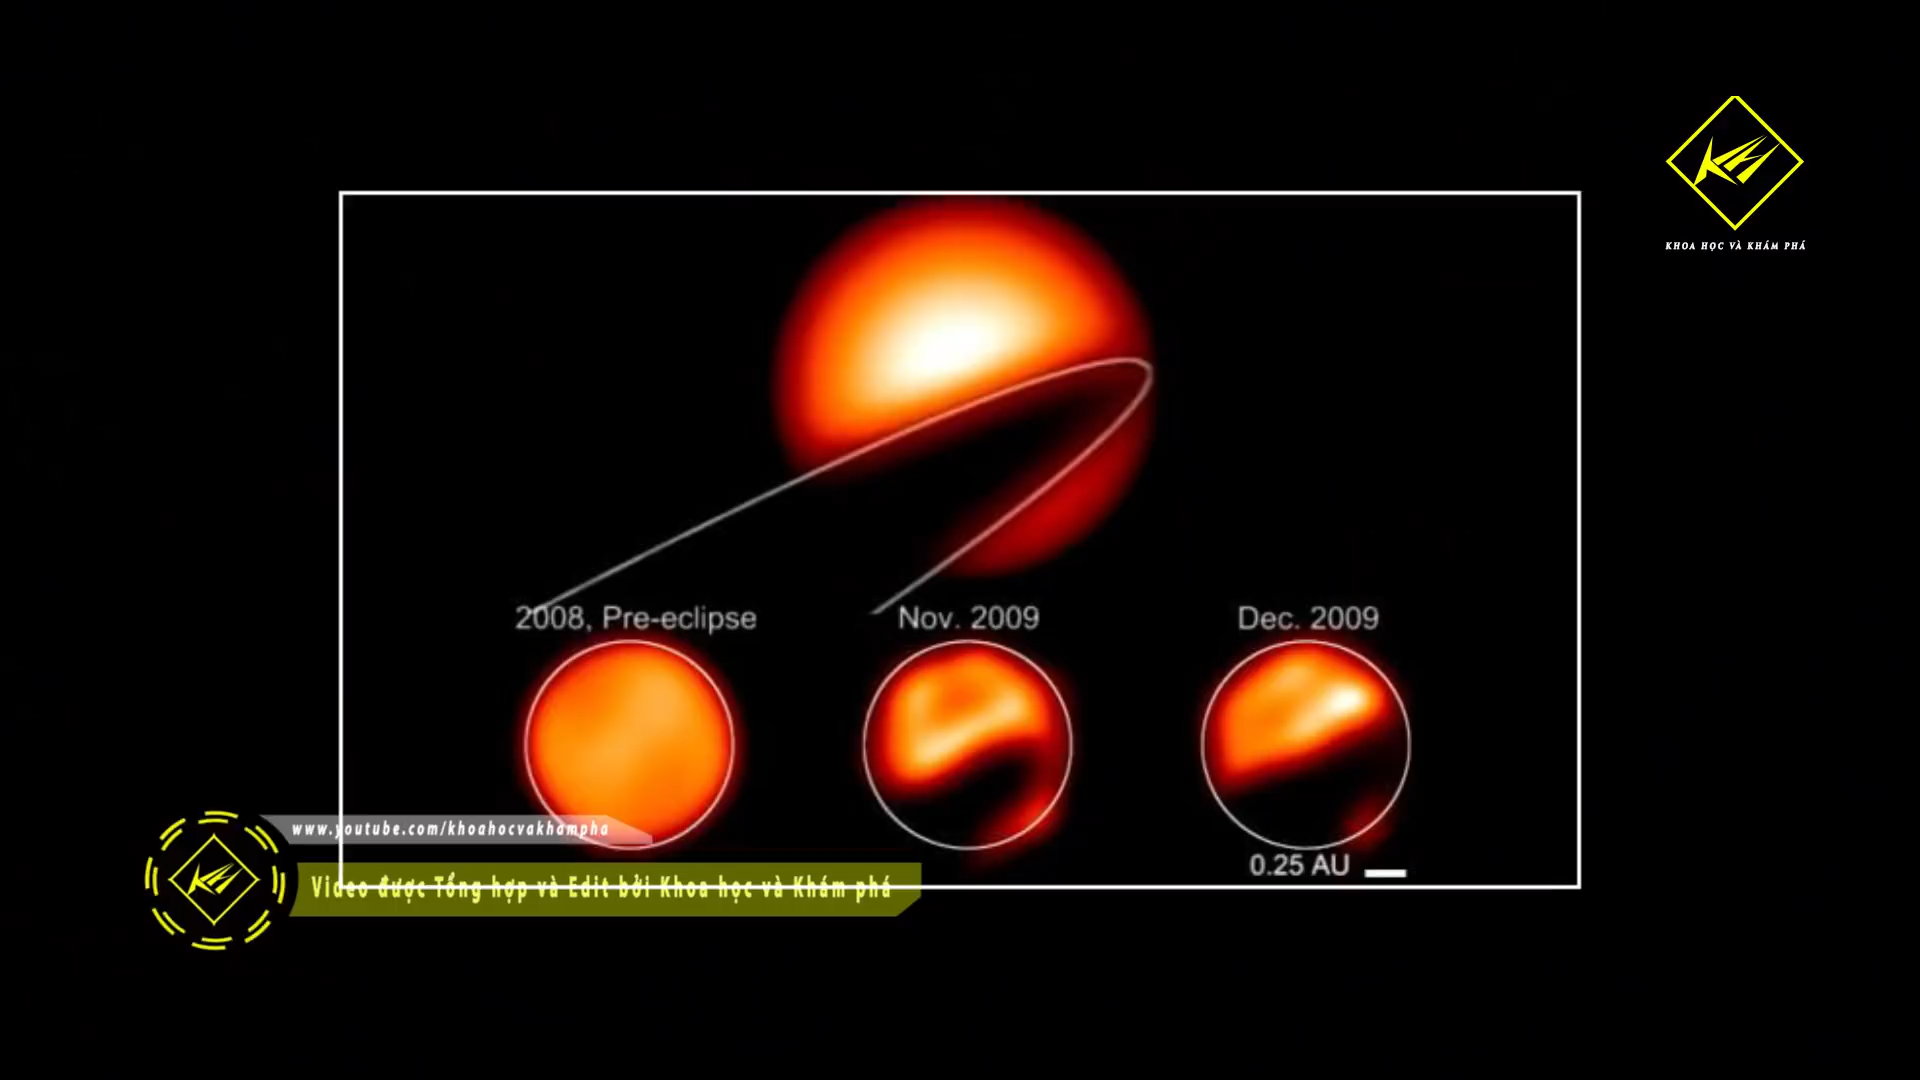 KHOA HỌC VÀ KHÁM PHÁ
2008, Pre-eclipse
Nov. 2009
Dec. 2009
www.youtube.com/khoahocvakhampha
0.25 AU
Video được Tổng hợp và Edit bởi Khoa học và Khám phá